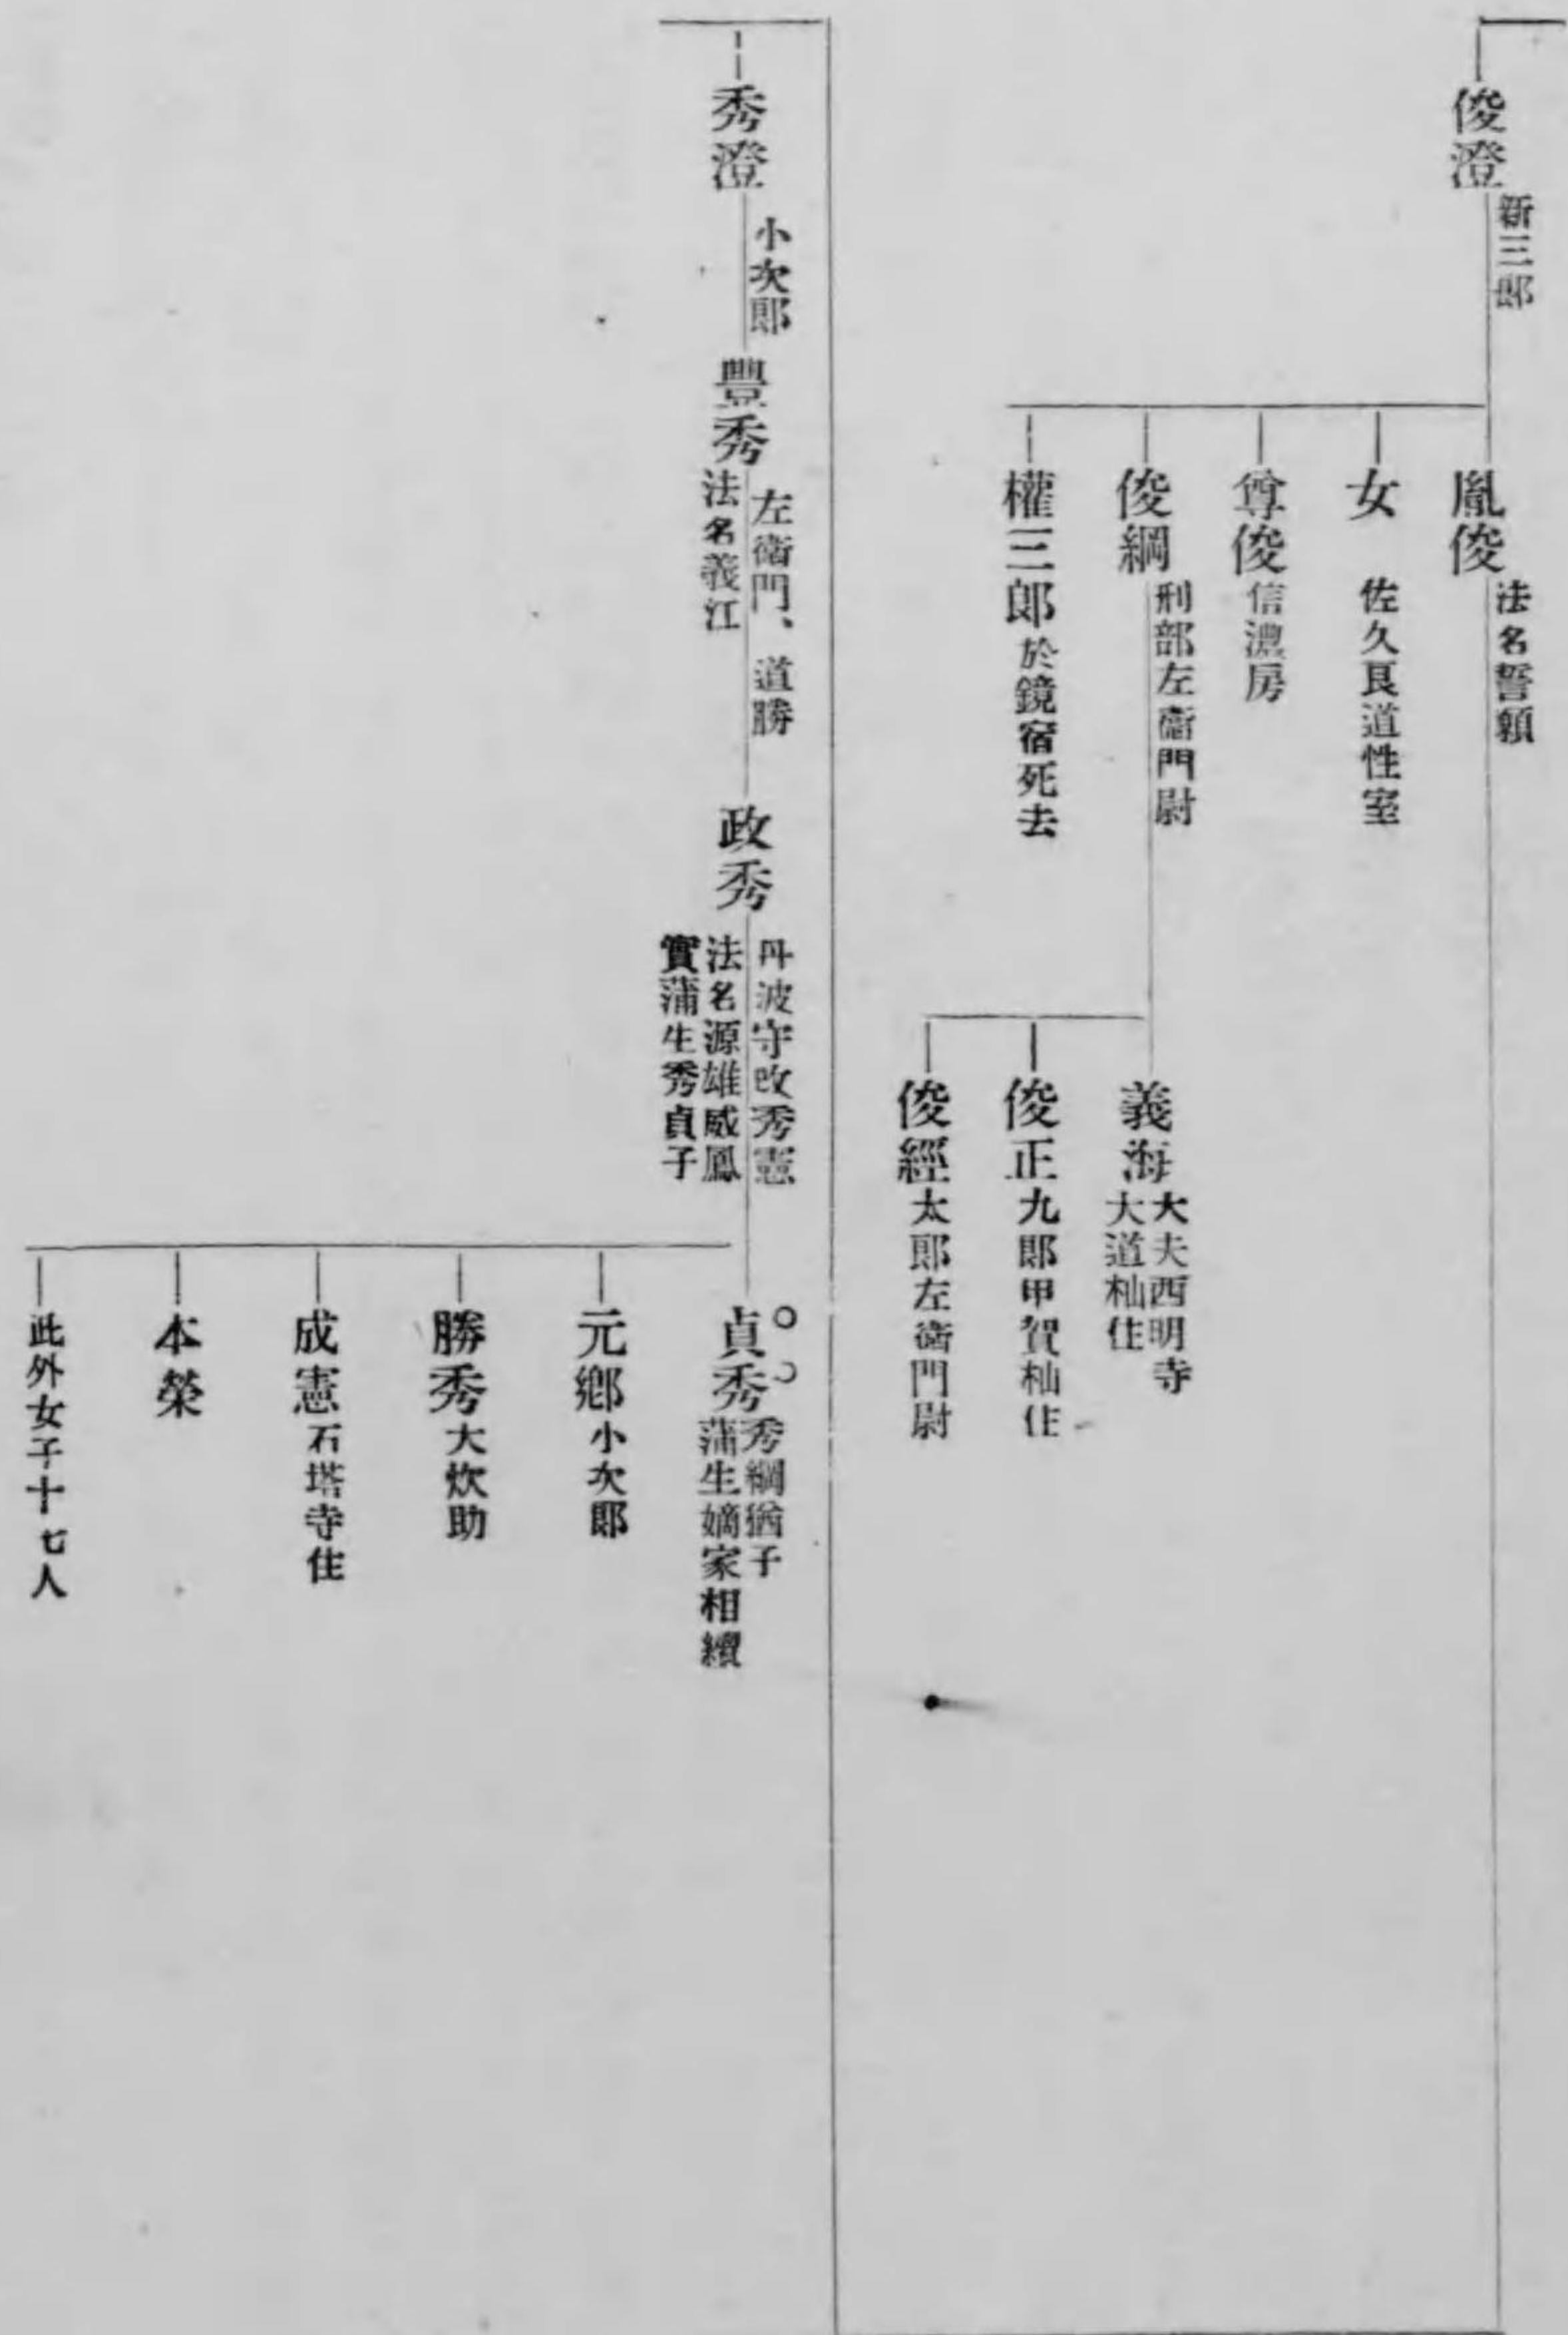 俊澄
新三郎
胤俊
法名誓願
女
佐久良道性室
尊俊
信濃房
俊綱
刑部左衞門尉
義海
大夫西明寺
大道杣住
俊正
九郎甲賀杣住
俊經
太郎左衞門尉
權三郎
於鏡宿死去
秀澄
小次郎
豐秀
左衞門、道勝
法名義江
政秀
丹波守改秀憲
法名源雄威鳳
實蒲生秀貞子
貞秀
秀綱猶子
蒲生嫡家相續
元鄕
小次郎
勝秀
大炊助
成憲
石塔寺住
本榮
此外女子十七人